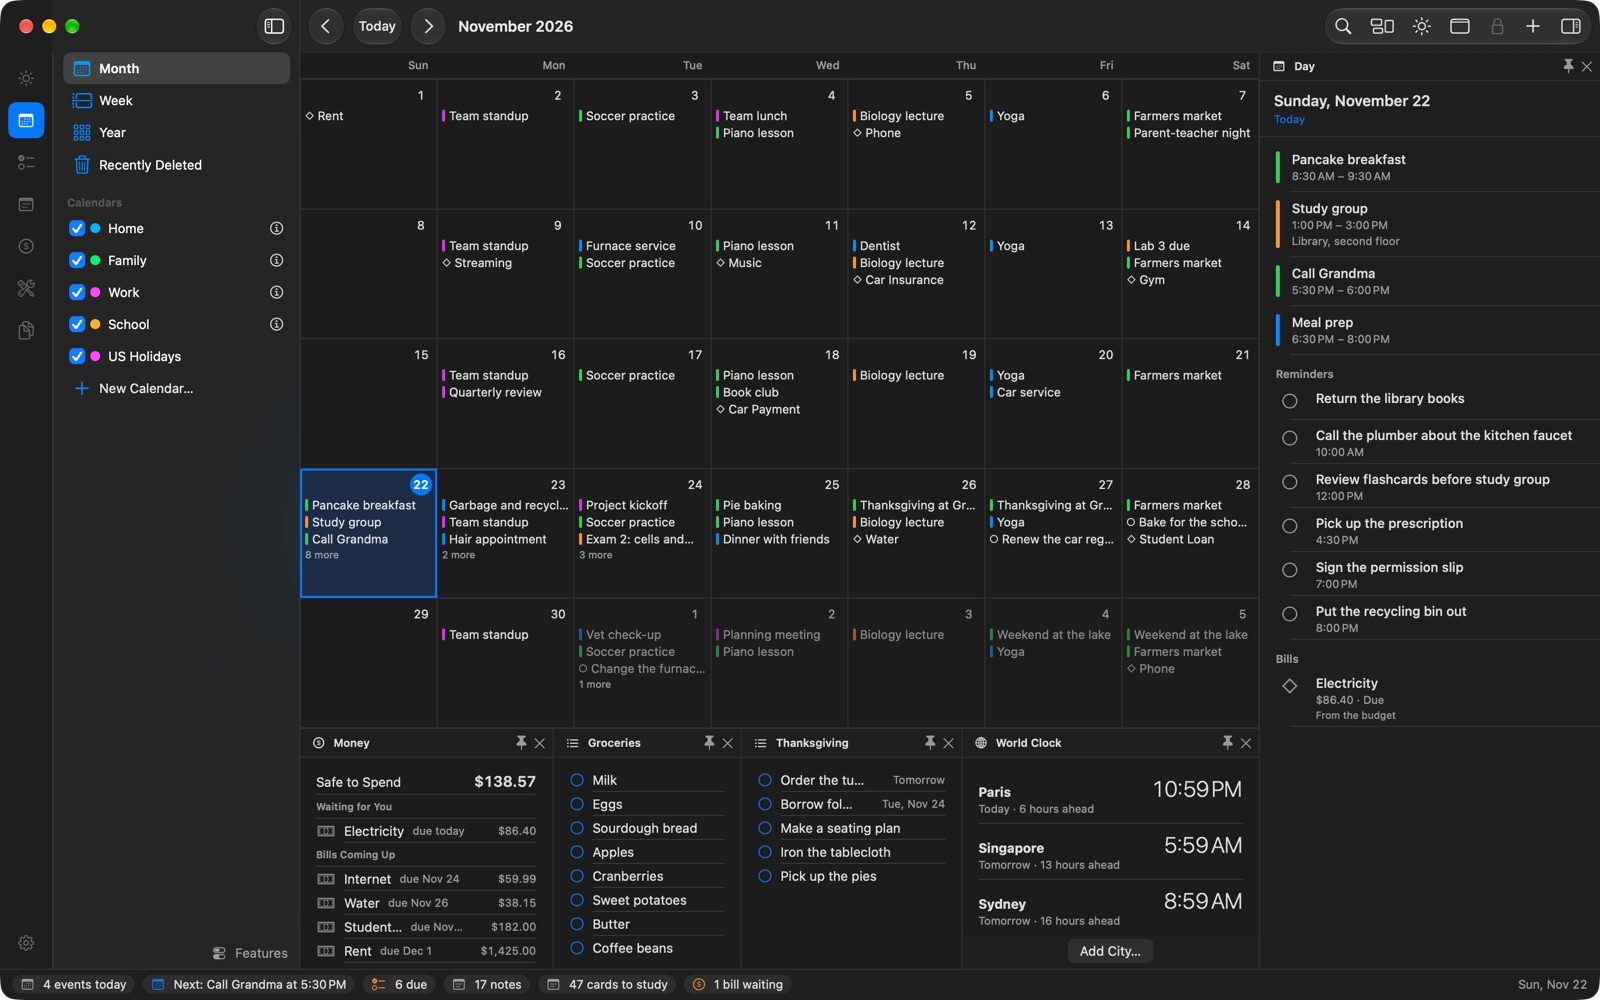 Today
November 2026
Month
Week
Year
Recently Deleted
Calendars
Home
Family
Work
School
US Holidays
New Calendar...
Features
Sun Mon Tue Wed Thu Fri Sat
1
Rent
2
Team standup
3
Soccer practice
4
Team lunch
Piano lesson
5
Biology lecture
Phone
6
Yoga
7
Farmers market
Parent-teacher night
8
9
Team standup
Streaming
10
Furnace service
Soccer practice
11
Piano lesson
Music
12
Dentist
Biology lecture
Car Insurance
13
Yoga
14
Lab 3 due
Farmers market
Gym
15
16
Team standup
Quarterly review
17
Soccer practice
18
Piano lesson
Book club
Car Payment
19
Biology lecture
20
Yoga
Car service
21
Farmers market
22
Pancake breakfast
Study group
Call Grandma
8 more
23
Garbage and recycl...
Team standup
Hair appointment
2 more
24
Project kickoff
Soccer practice
Exam 2: cells and...
3 more
25
Pie baking
Piano lesson
Dinner with friends
26
Thanksgiving at Gr...
Biology lecture
Water
27
Thanksgiving at Gr...
Yoga
Renew the car reg...
28
Farmers market
Bake for the scho...
Student Loan
29
30
Team standup
1
Vet check-up
Soccer practice
Change the furnac...
1 more
2
Planning meeting
Piano lesson
3
Biology lecture
4
Weekend at the lake
Yoga
5
Weekend at the lake
Farmers market
Phone
Money
Safe to Spend $138.57
Waiting for You
Electricity due today $86.40
Bills Coming Up
Internet due Nov 24 $59.99
Water due Nov 26 $38.15
Student... due Nov... $182.00
Rent due Dec 1 $1,425.00
Groceries
Milk
Eggs
Sourdough bread
Apples
Cranberries
Sweet potatoes
Butter
Coffee beans
Thanksgiving
Order the tu... Tomorrow
Borrow fol... Tue, Nov 24
Make a seating plan
Iron the tablecloth
Pick up the pies
World Clock
Paris 10:59 PM
Today · 6 hours ahead
Singapore 5:59 AM
Tomorrow · 13 hours ahead
Sydney 8:59 AM
Tomorrow · 16 hours ahead
Add City...
Day
Sunday, November 22
Today
Pancake breakfast
8:30 AM – 9:30 AM
Study group
1:00 PM – 3:00 PM
Library, second floor
Call Grandma
5:30 PM – 6:00 PM
Meal prep
6:30 PM – 8:00 PM
Reminders
Return the library books
Call the plumber about the kitchen faucet
10:00 AM
Review flashcards before study group
12:00 PM
Pick up the prescription
4:30 PM
Sign the permission slip
7:00 PM
Put the recycling bin out
8:00 PM
Bills
Electricity
$86.40 · Due
From the budget
4 events today
Next: Call Grandma at 5:30 PM
6 due
17 notes
47 cards to study
1 bill waiting
Sun, Nov 22